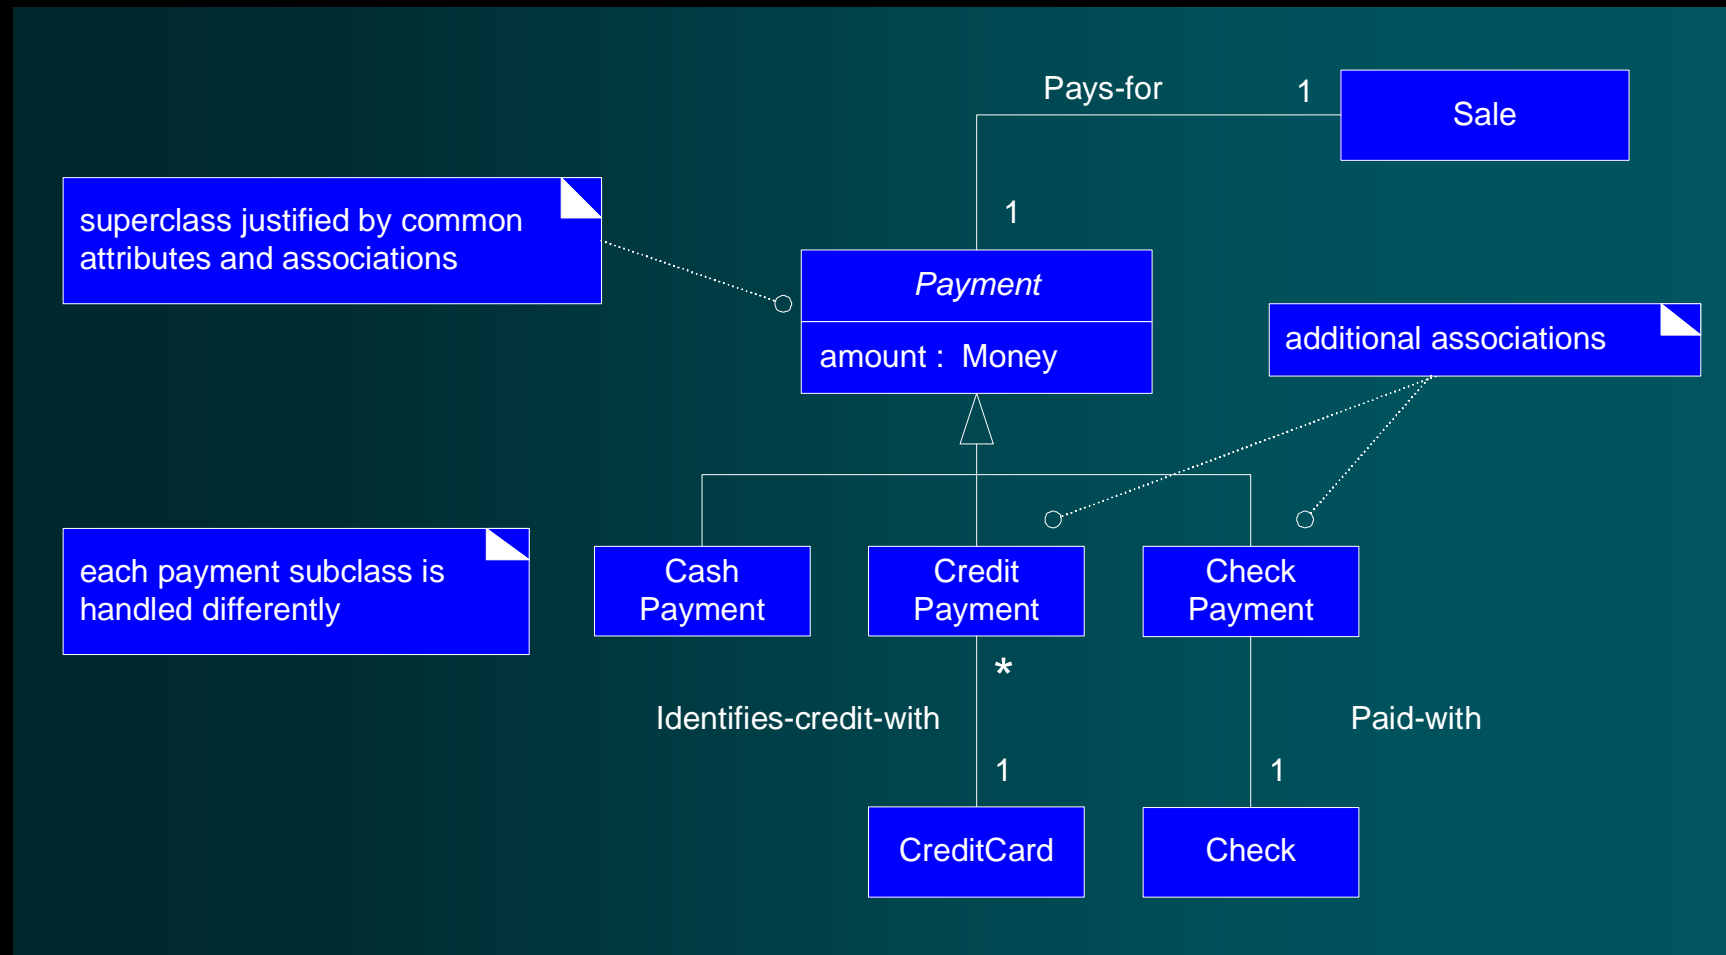 Pays-for
1
Sale
superclass justified by common
attributes and associations
1
Payment
amount :  Money
additional associations
each payment subclass is
handled differently
Cash
Payment
Credit
Payment
Check
Payment
*
Identifies-credit-with
Paid-with
1
1
CreditCard
Check